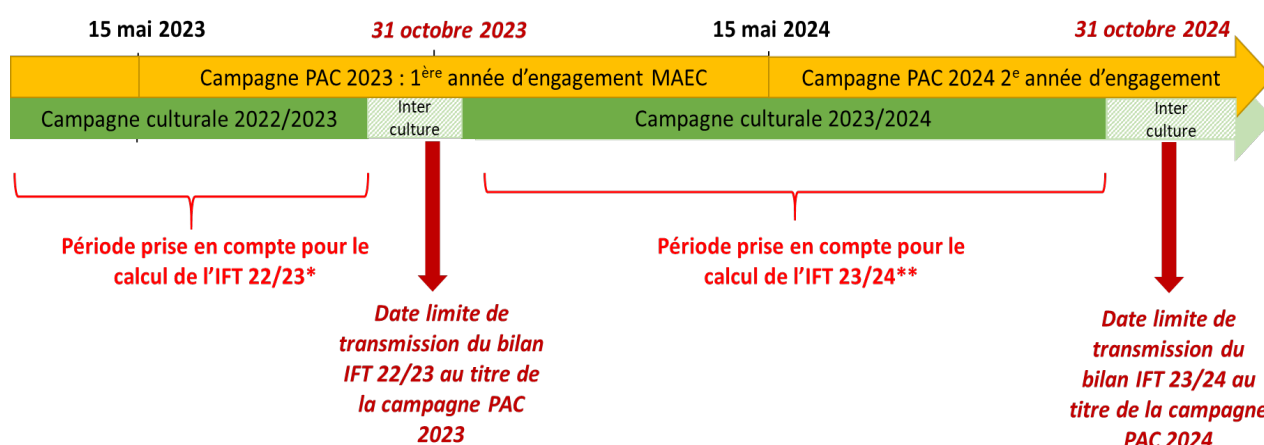 15 mai 2023
31 octobre 2023
15 mai 2024
31 octobre 2024
Campagne PAC 2023 : 1ère année d'engagement MAEC
Campagne PAC 2024 2e année d'engagement
Campagne culturale 2022/2023
Inter
culture
Campagne culturale 2023/2024
Inter
culture
Période prise en compte pour le
calcul de l'IFT 22/23*
Période prise en compte pour le
calcul de l'IFT 23/24**
Date limite de
transmission du bilan
IFT 22/23 au titre de
la campagne PAC
2023
Date limite de
transmission du
bilan IFT 23/24 au
titre de la campagne
PAC 2024